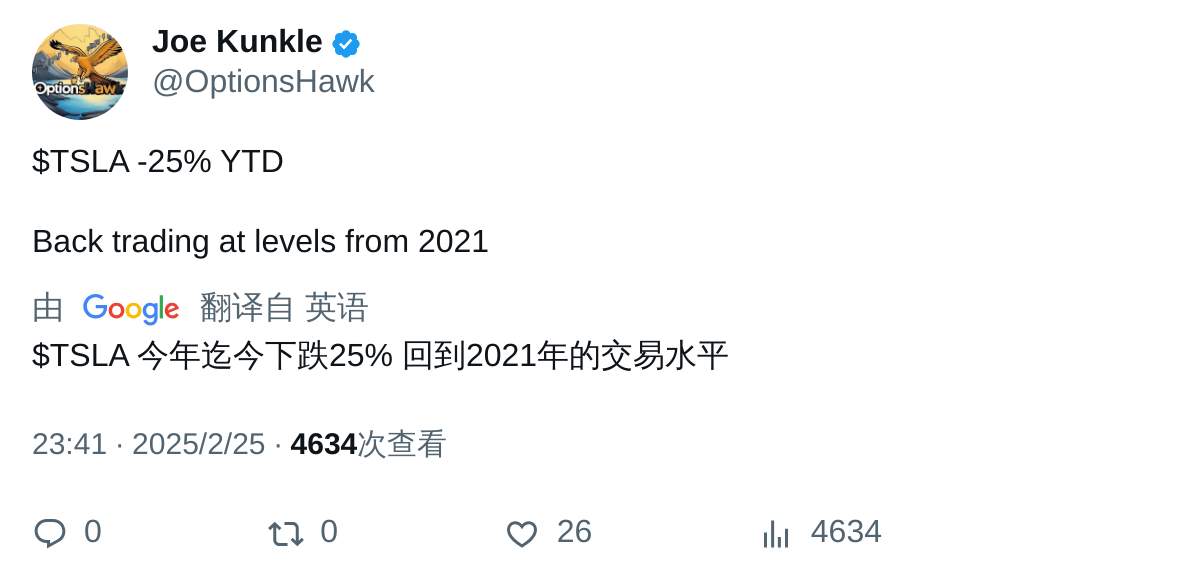 OptionsHawk
Joe Kunkle
@OptionsHawk
$TSLA -25% YTD
Back trading at levels from 2021
由 Google 翻译自 英语
$TSLA 今年迄今下跌25% 回到2021年的交易水平
23:41 · 2025/2/25 · 4634次查看
0 0 26 4634